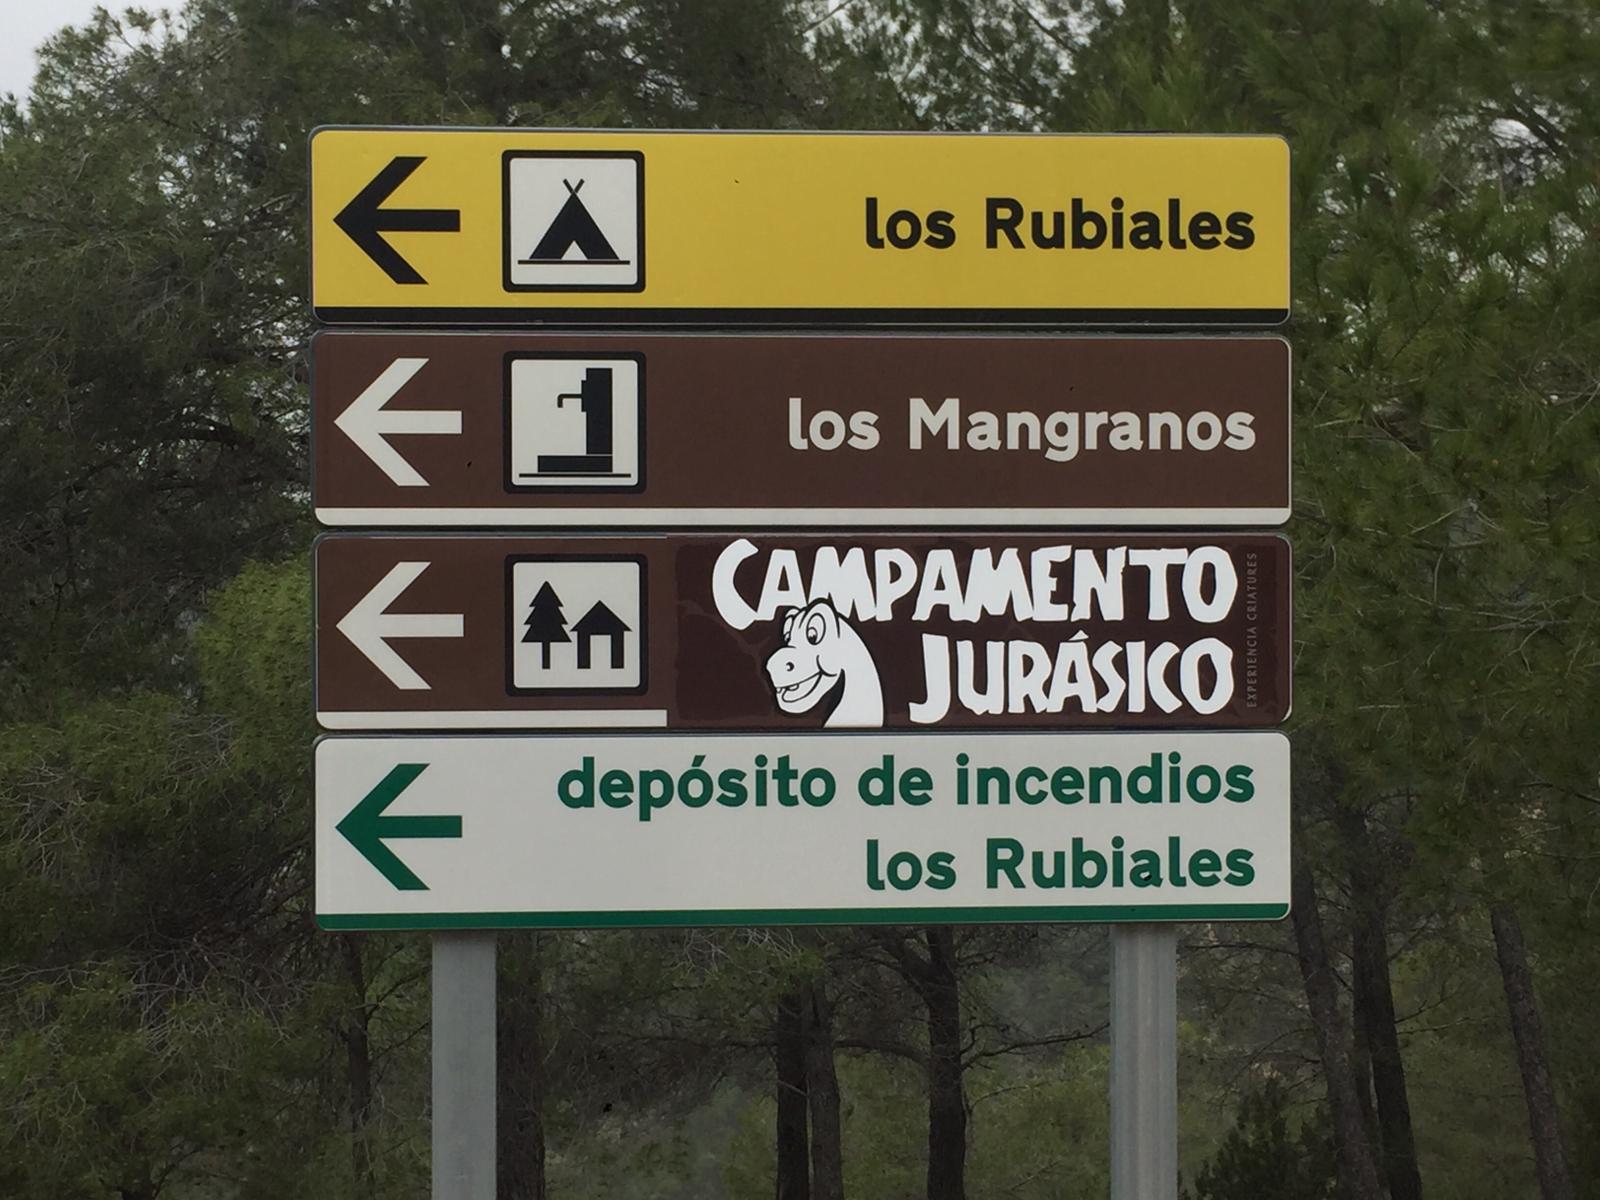 los Rubiales
los Mangranos
CAMPAMENTO
JURÁSICO
EXPERIENCIA CRIATURES
depósito de incendios
los Rubiales